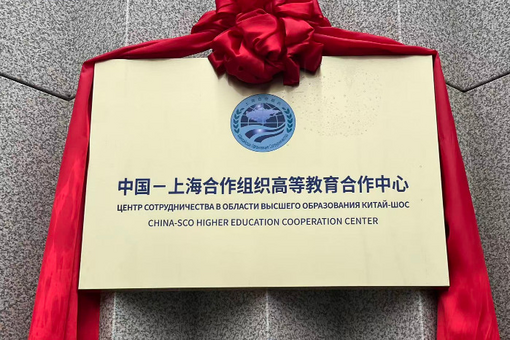 中国－上海合作组织高等教育合作中心
ЦЕНТР СОТРУДНИЧЕСТВА В ОБЛАСТИ ВЫСШЕГО ОБРАЗОВАНИЯ КИТАЙ-ШОС
CHINA-SCO HIGHER EDUCATION COOPERATION CENTER